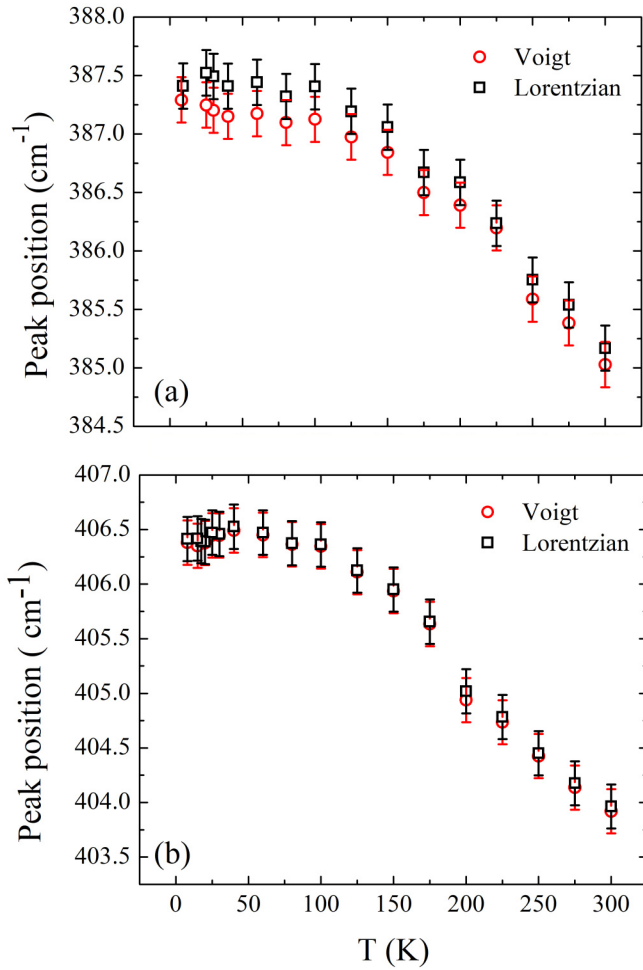 388.0
387.5
387.0
386.5
386.0
385.5
385.0
384.5
Peak position (cm-1)
Voigt
Lorentzian
(a)
407.0
406.5
406.0
405.5
405.0
404.5
404.0
403.5
Peak position ( cm-1)
Voigt
Lorentzian
(b)
0 50 100 150 200 250 300
T (K)